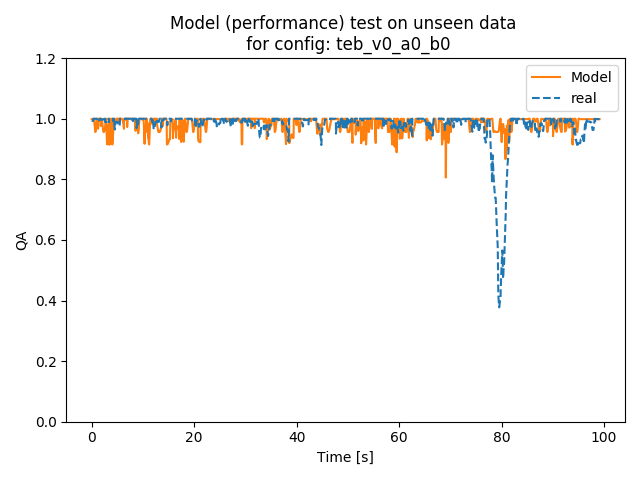 Model (performance) test on unseen data
for config: teb_v0_a0_b0
1.2
1.0
0.8
0.6
0.4
0.2
0.0
QA
0
20
40
60
80
100
Time [s]
Model
real